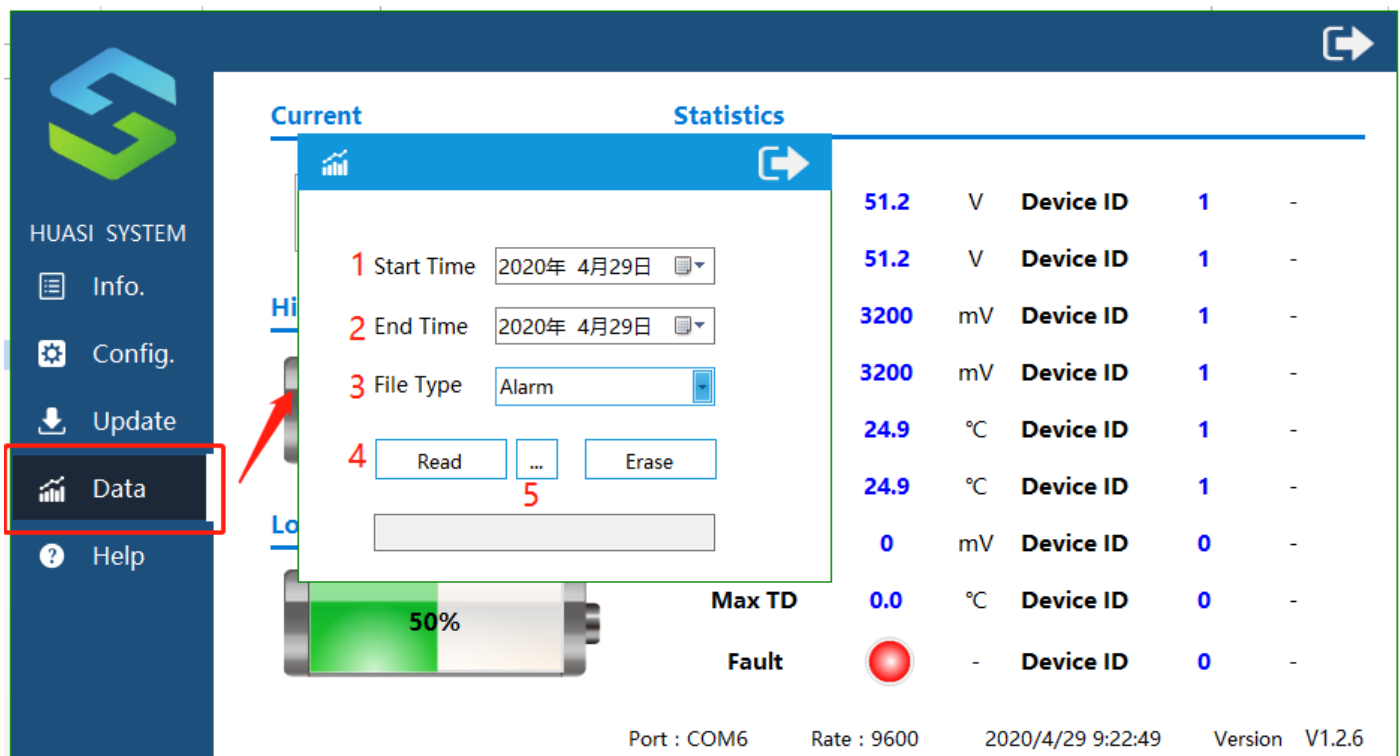 Current
Statistics
HUASI SYSTEM
Info.
Config.
Update
Data
Help
1 Start Time 2020年 4月29日
2 End Time 2020年 4月29日
3 File Type Alarm
4 Read ... Erase
5
Hi
Lo
50%
51.2 V Device ID 1 -
51.2 V Device ID 1 -
3200 mV Device ID 1 -
3200 mV Device ID 1 -
24.9 ℃ Device ID 1 -
24.9 ℃ Device ID 1 -
0 mV Device ID 0 -
Max TD 0.0 ℃ Device ID 0 -
Fault - Device ID 0 -
Port : COM6 Rate : 9600 2020/4/29 9:22:49 Version V1.2.6